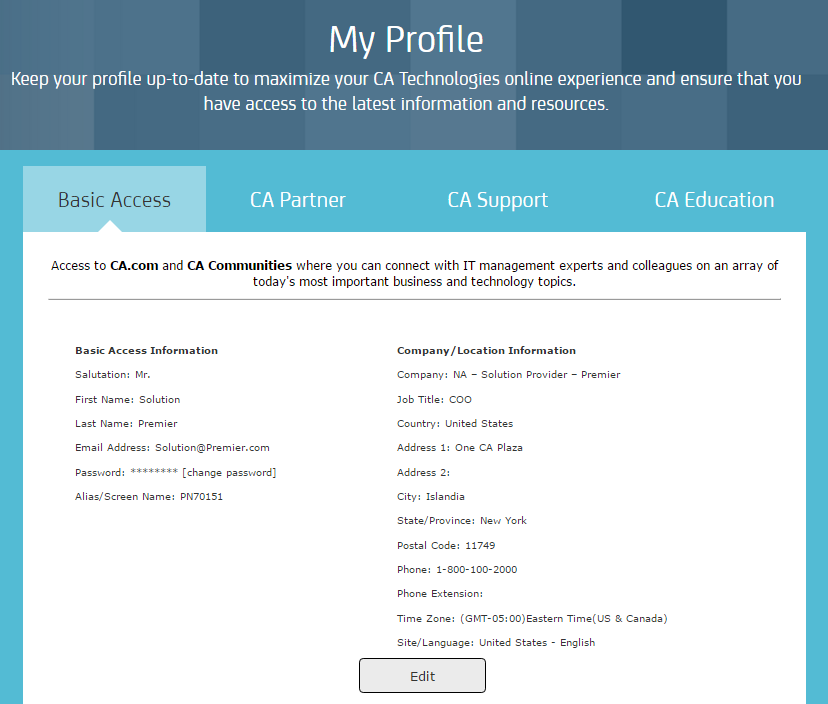 My Profile
Keep your profile up-to-date to maximize your CA Technologies online experience and ensure that you
have access to the latest information and resources.
Basic Access
CA Partner
CA Support
CA Education
Access to CA.com and CA Communities where you can connect with IT management experts and colleagues on an array of
today's most important business and technology topics.
Basic Access Information
Salutation: Mr.
First Name: Solution
Last Name: Premier
Email Address: Solution@Premier.com
Password: ******** [change password]
Alias/Screen Name: PN70151
Company/Location Information
Company: NA – Solution Provider – Premier
Job Title: COO
Country: United States
Address 1: One CA Plaza
Address 2:
City: Islandia
State/Province: New York
Postal Code: 11749
Phone: 1-800-100-2000
Phone Extension:
Time Zone: (GMT-05:00)Eastern Time(US & Canada)
Site/Language: United States - English
Edit